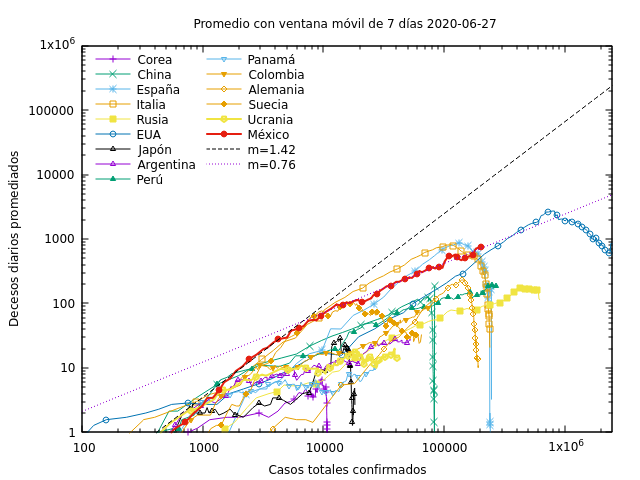 Promedio con ventana móvil de 7 días 2020-06-27
Decesos diarios promediados
1x10^6
100000
10000
1000
100
10
1
Corea
China
España
Italia
Rusia
EUA
Japón
Argentina
Perú
Panamá
Colombia
Alemania
Suecia
Ucrania
México
m=1.42
m=0.76
100
1000
10000
100000
1x10^6
Casos totales confirmados